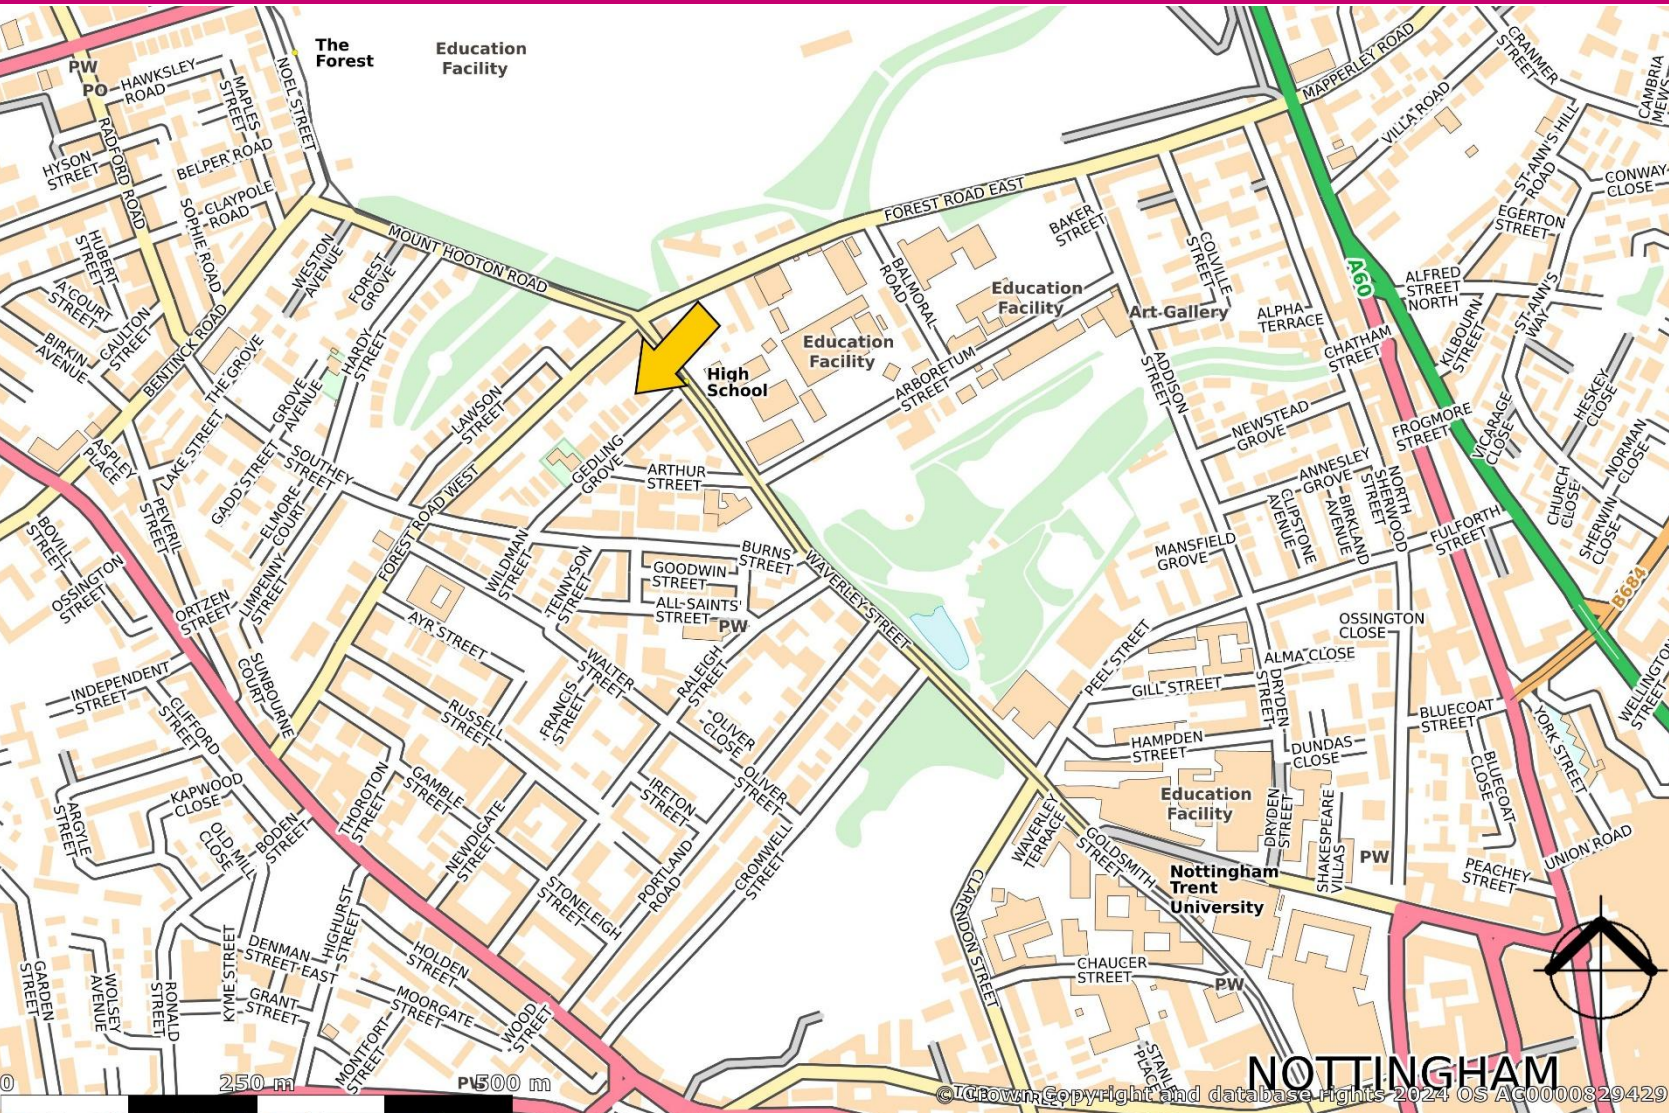 The
Forest
Education
Facility
PW
PO
HAWKSLEY
ROAD
MAPLES
STREET
NOEL STREET
HYSON
STREET
RADFORD ROAD
BELPER ROAD
CLAYPOLE
ROAD
SOPHIE ROAD
HUBERT
STREET
A'COURT
STREET
BIRKIN
AVENUE
CAULTON
STREET
BENTINCK ROAD
WESTON
AVENUE
FOREST
GROVE
MOUNT HOOTON ROAD
HARDY
STREET
THE GROVE
GROVE
AVENUE
LAWSON
STREET
FOREST ROAD EAST
MAPPERLEY ROAD
CRANMER
STREET
CAMBRIA
MEWS
VILLA ROAD
ST-ANN'S HILL
ROAD
CONWAY
CLOSE
EGERTON
STREET
BAKER
STREET
COLVILLE
STREET
BALMORAL
ROAD
Education
Facility
Education
Facility
Art Gallery
ALPHA
TERRACE
A60
ALFRED
STREET
NORTH
ST-ANN'S
WAY
KILBOURN
STREET
CHATHAM
STREET
High
School
ARBORETUM
STREET
ADDISON
STREET
NEWSTEAD
GROVE
FROGMORE
STREET
VICARAGE
CLOSE
HESKEY
CLOSE
NORMAN
CLOSE
ASPLEY
PLACE
LAKE STREET
GADD STREET
SOUTHEY
STREET
ELMORE
COURT
PEVERIL
STREET
GEDLING
GROVE
ARTHUR
STREET
FOREST ROAD WEST
ANNESLEY
GROVE
CLIPSTONE
AVENUE
BIRKLAND
AVENUE
NORTH
SHERWOOD
STREET
FULFORTH
STREET
CHURCH
CLOSE
SHERWIN
CLOSE
BOVILL
STREET
OSSINGTON
STREET
ORTZEN
STREET
LIMPENNY
STREET
WILDMAN
STREET
TENNYSON
STREET
GOODWIN
STREET
BURNS
STREET
ALL-SAINTS'
STREET
PW
WAVERLEY STREET
MANSFIELD
GROVE
B684
OSSINGTON
CLOSE
AYR STREET
WALTER
STREET
RALEIGH
STREET
FRANCIS
STREET
RUSSELL
STREET
OLIVER
CLOSE
PEEL STREET
GILL STREET
ALMA CLOSE
DRYDEN
STREET
INDEPENDENT
STREET
SUNBOURNE
COURT
CLIFFORD
STREET
HAMPDEN
STREET
DUNDAS
CLOSE
BLUECOAT
STREET
BLUECOAT
CLOSE
YORK STREET
WELLINGTON
STREET
ARGYLE
STREET
KAPWOOD
CLOSE
OLD MILL
CLOSE
BODEN
STREET
THOROTON
STREET
GAMBLE
STREET
NEWDIGATE
STREET
IRETON
STREET
OLIVER
STREET
PORTLAND
ROAD
CROMWELL
STREET
STONELEIGH
STREET
WAVERLEY
TERRACE
GOLDSMITH
STREET
Education
Facility
DRYDEN
STREET
SHAKESPEARE
VILLAS
PW
PEACHEY
STREET
UNION ROAD
Nottingham
Trent
University
CLARENDON STREET
CHAUCER
STREET
PW
GARDEN
STREET
WOLSEY
AVENUE
RONALD
STREET
KYME STREET
DENMAN
STREET-EAST
HIGHURST
STREET
GRANT
STREET
HOLDEN
STREET
MOORGATE
STREET
MONTFORT
STREET
WOOD
STREET
PW
0
250 m
500 m
NOTTINGHAM
© Crown Copyright and database rights 2024 OS AC0000829429